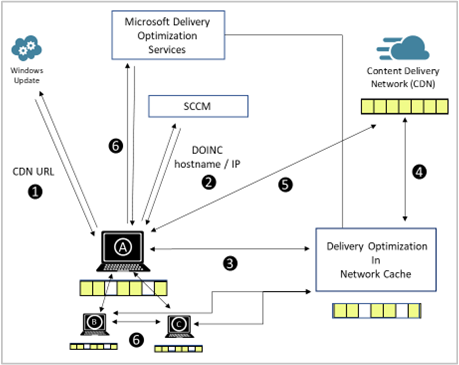 Microsoft Delivery
Optimization
Services
Windows
Update
Content Delivery
Network (CDN)
SCCM
6
DOINC
hostname / IP
CDN URL
1
2
5
4
A
3
Delivery Optimization
In
Network Cache
B
C
6